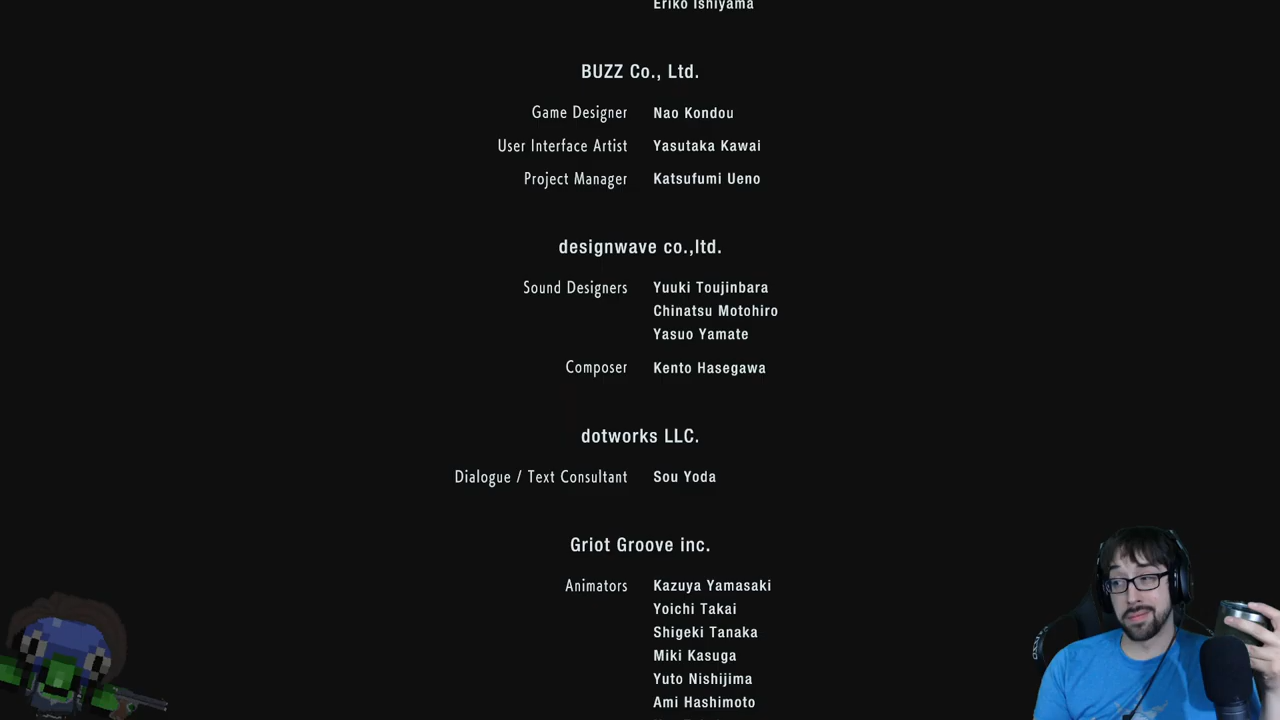 Eriko Ishiyama
BUZZ Co., Ltd.
Game Designer Nao Kondou
User Interface Artist Yasutaka Kawai
Project Manager Katsufumi Ueno
designwave co.,ltd.
Sound Designers Yuuki Toujinbara
Chinatsu Motohiro
Yasuo Yamate
Composer Kento Hasegawa
dotworks LLC.
Dialogue / Text Consultant Sou Yoda
Griot Groove inc.
Animators Kazuya Yamasaki
Yoichi Takai
Shigeki Tanaka
Miki Kasuga
Yuto Nishijima
Ami Hashimoto